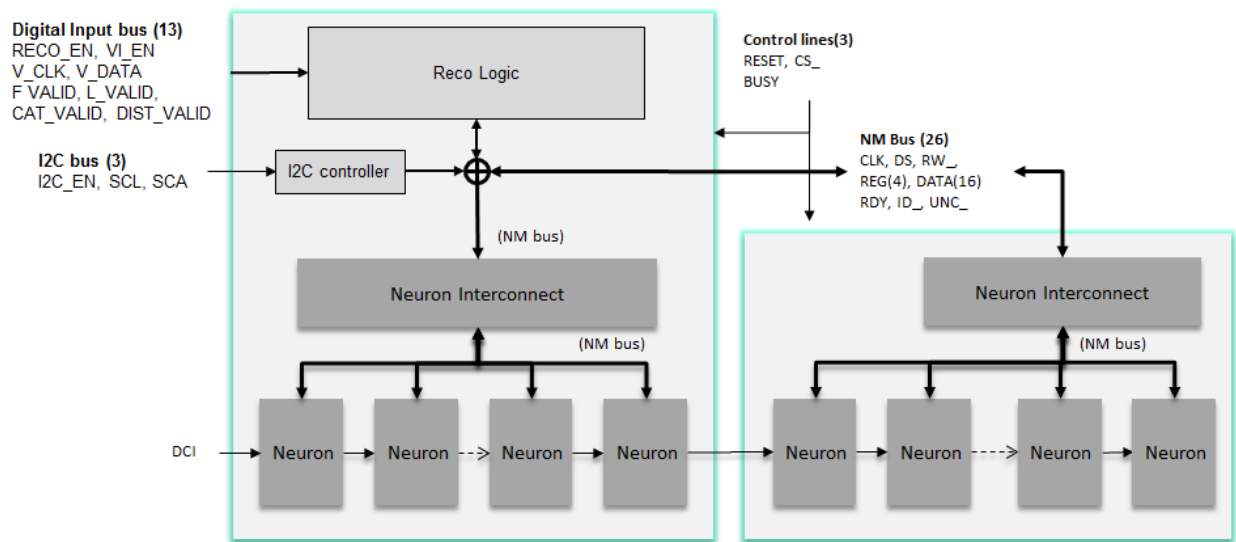 Digital Input bus (13)
RECO_EN, VI_EN
V_CLK, V_DATA
F VALID, L_VALID,
CAT_VALID, DIST_VALID
I2C bus (3)
I2C_EN, SCL, SCA
Reco Logic
I2C controller
(NM bus)
Neuron Interconnect
(NM bus)
DCI
Neuron
Neuron
Neuron
Neuron
Control lines(3)
RESET, CS_
BUSY
NM Bus (26)
CLK, DS, RW_,
REG(4), DATA(16)
RDY, ID_, UNC_
Neuron Interconnect
(NM bus)
Neuron
Neuron
Neuron
Neuron